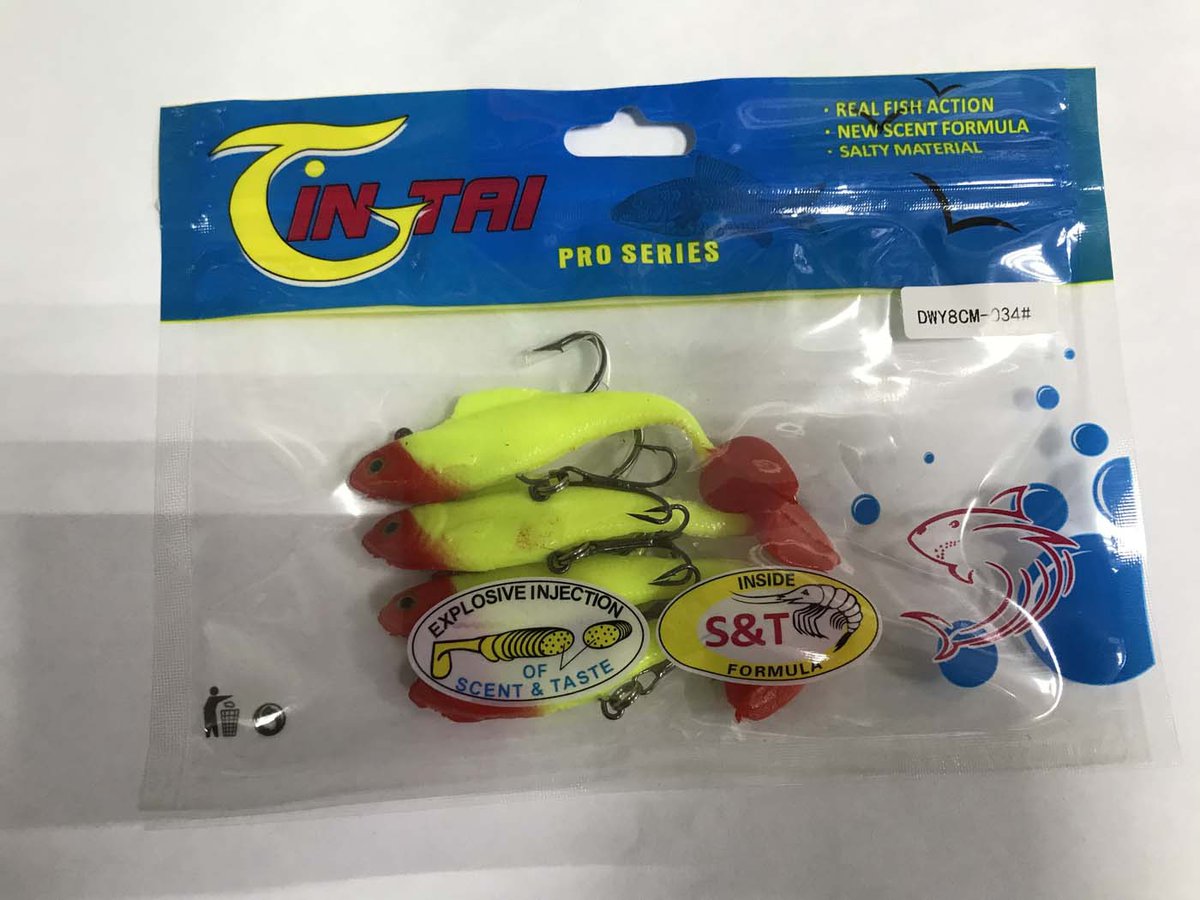 TIN TAI
PRO SERIES
· REAL FISH ACTION
· NEW SCENT FORMULA
· SALTY MATERIAL
DWY8CM-034#
EXPLOSIVE INJECTION
OF
SCENT & TASTE
INSIDE
S&T
FORMULA